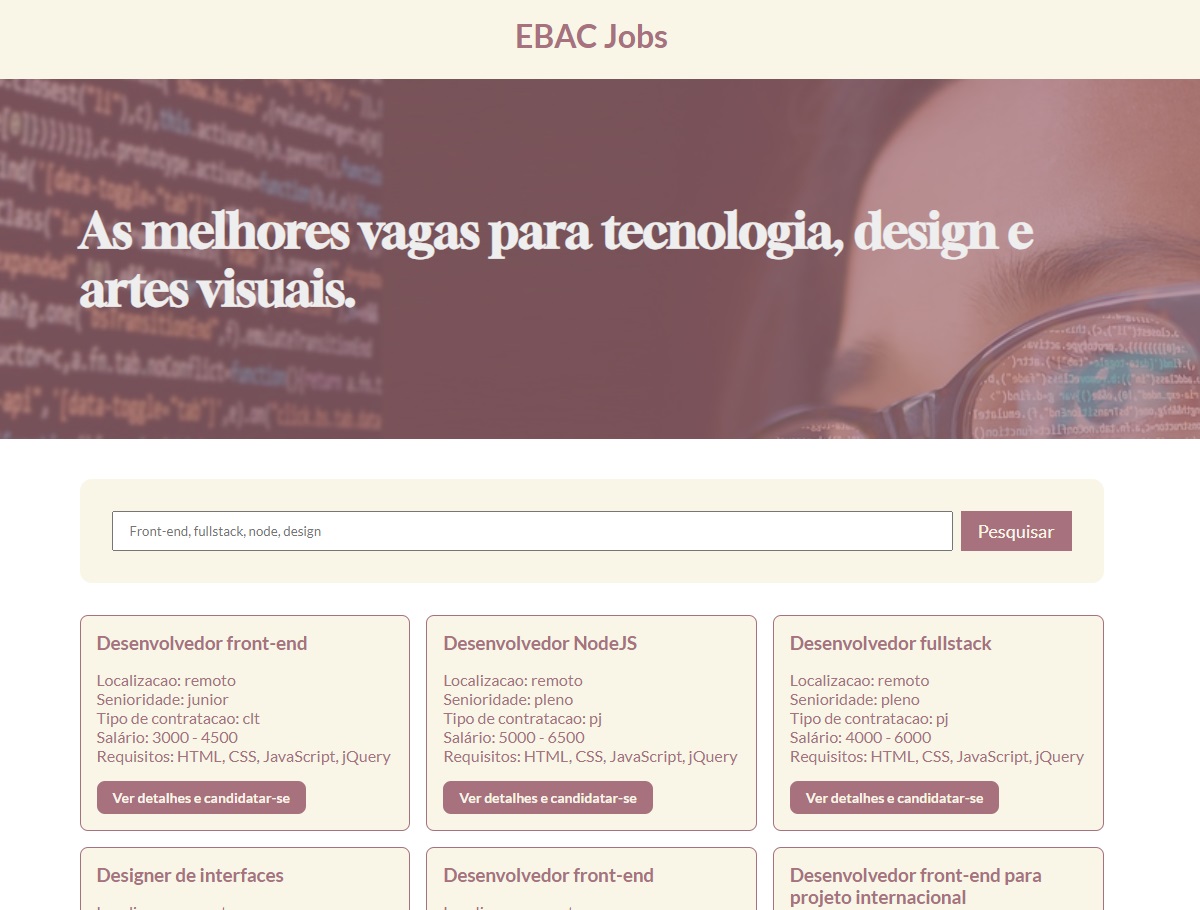 EBAC Jobs
As melhores vagas para tecnologia, design e
artes visuais.
Front-end, fullstack, node, design
Pesquisar
Desenvolvedor front-end
Localizacao: remoto
Senioridade: junior
Tipo de contratacao: clt
Salário: 3000 - 4500
Requisitos: HTML, CSS, JavaScript, jQuery
Ver detalhes e candidatar-se
Desenvolvedor NodeJS
Localizacao: remoto
Senioridade: pleno
Tipo de contratacao: pj
Salário: 5000 - 6500
Requisitos: HTML, CSS, JavaScript, jQuery
Ver detalhes e candidatar-se
Desenvolvedor fullstack
Localizacao: remoto
Senioridade: pleno
Tipo de contratacao: pj
Salário: 4000 - 6000
Requisitos: HTML, CSS, JavaScript, jQuery
Ver detalhes e candidatar-se
Designer de interfaces
Desenvolvedor front-end
Desenvolvedor front-end para
projeto internacional